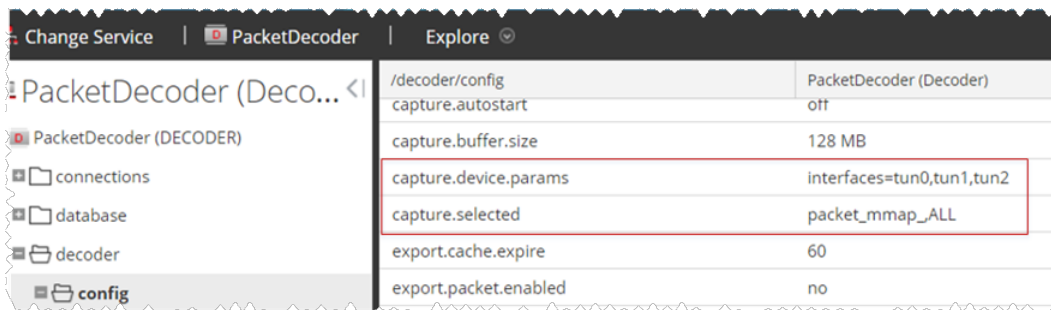 Change Service | PacketDecoder | Explore
PacketDecoder (Deco...
PacketDecoder (DECODER)
connections
database
decoder
config
/decoder/config PacketDecoder (Decoder)
capture.autostart off
capture.buffer.size 128 MB
capture.device.params interfaces=tun0,tun1,tun2
capture.selected packet_mmap_,ALL
export.cache.expire 60
export.packet.enabled no